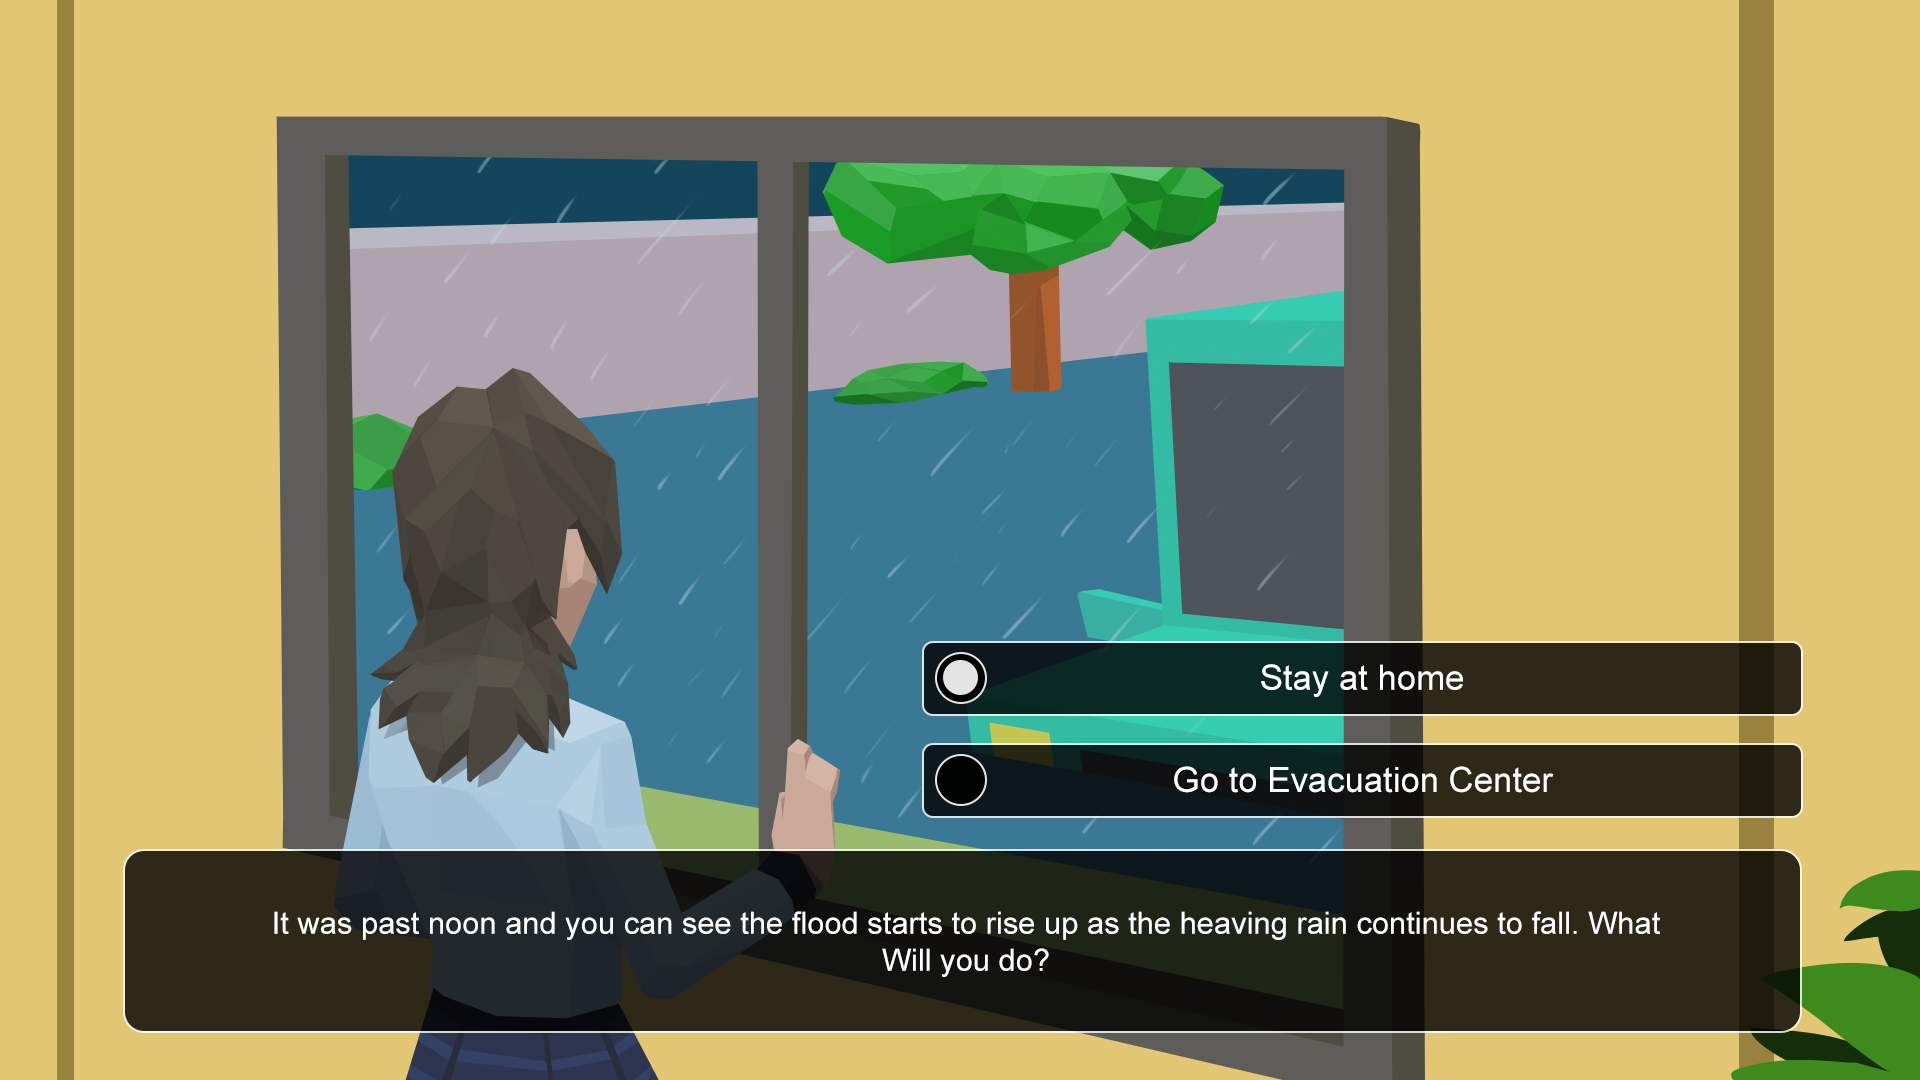 Stay at home
Go to Evacuation Center
It was past noon and you can see the flood starts to rise up as the heaving rain continues to fall. What
Will you do?